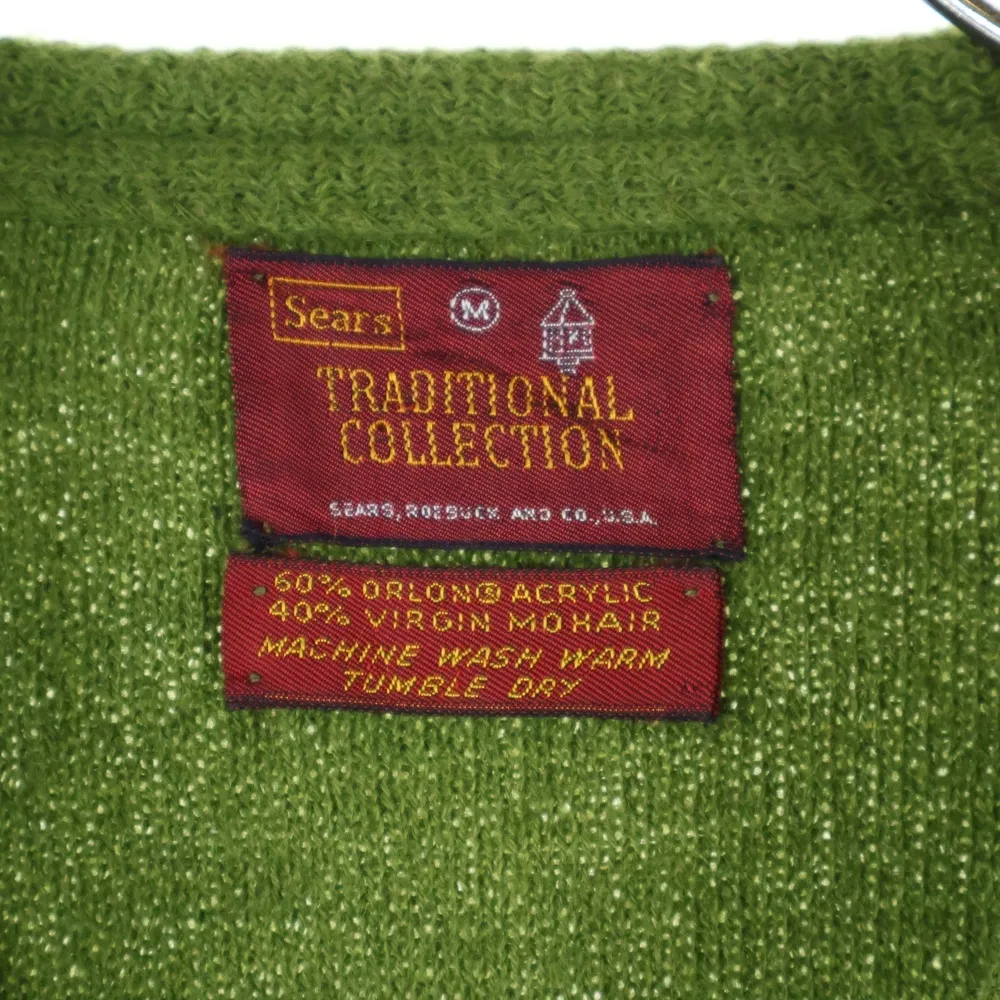 Sears M
TRADITIONAL
COLLECTION
SEARS, ROEBUCK AND CO., U.S.A.
60% ORLON® ACRYLIC
40% VIRGIN MOHAIR
MACHINE WASH WARM
TUMBLE DRY